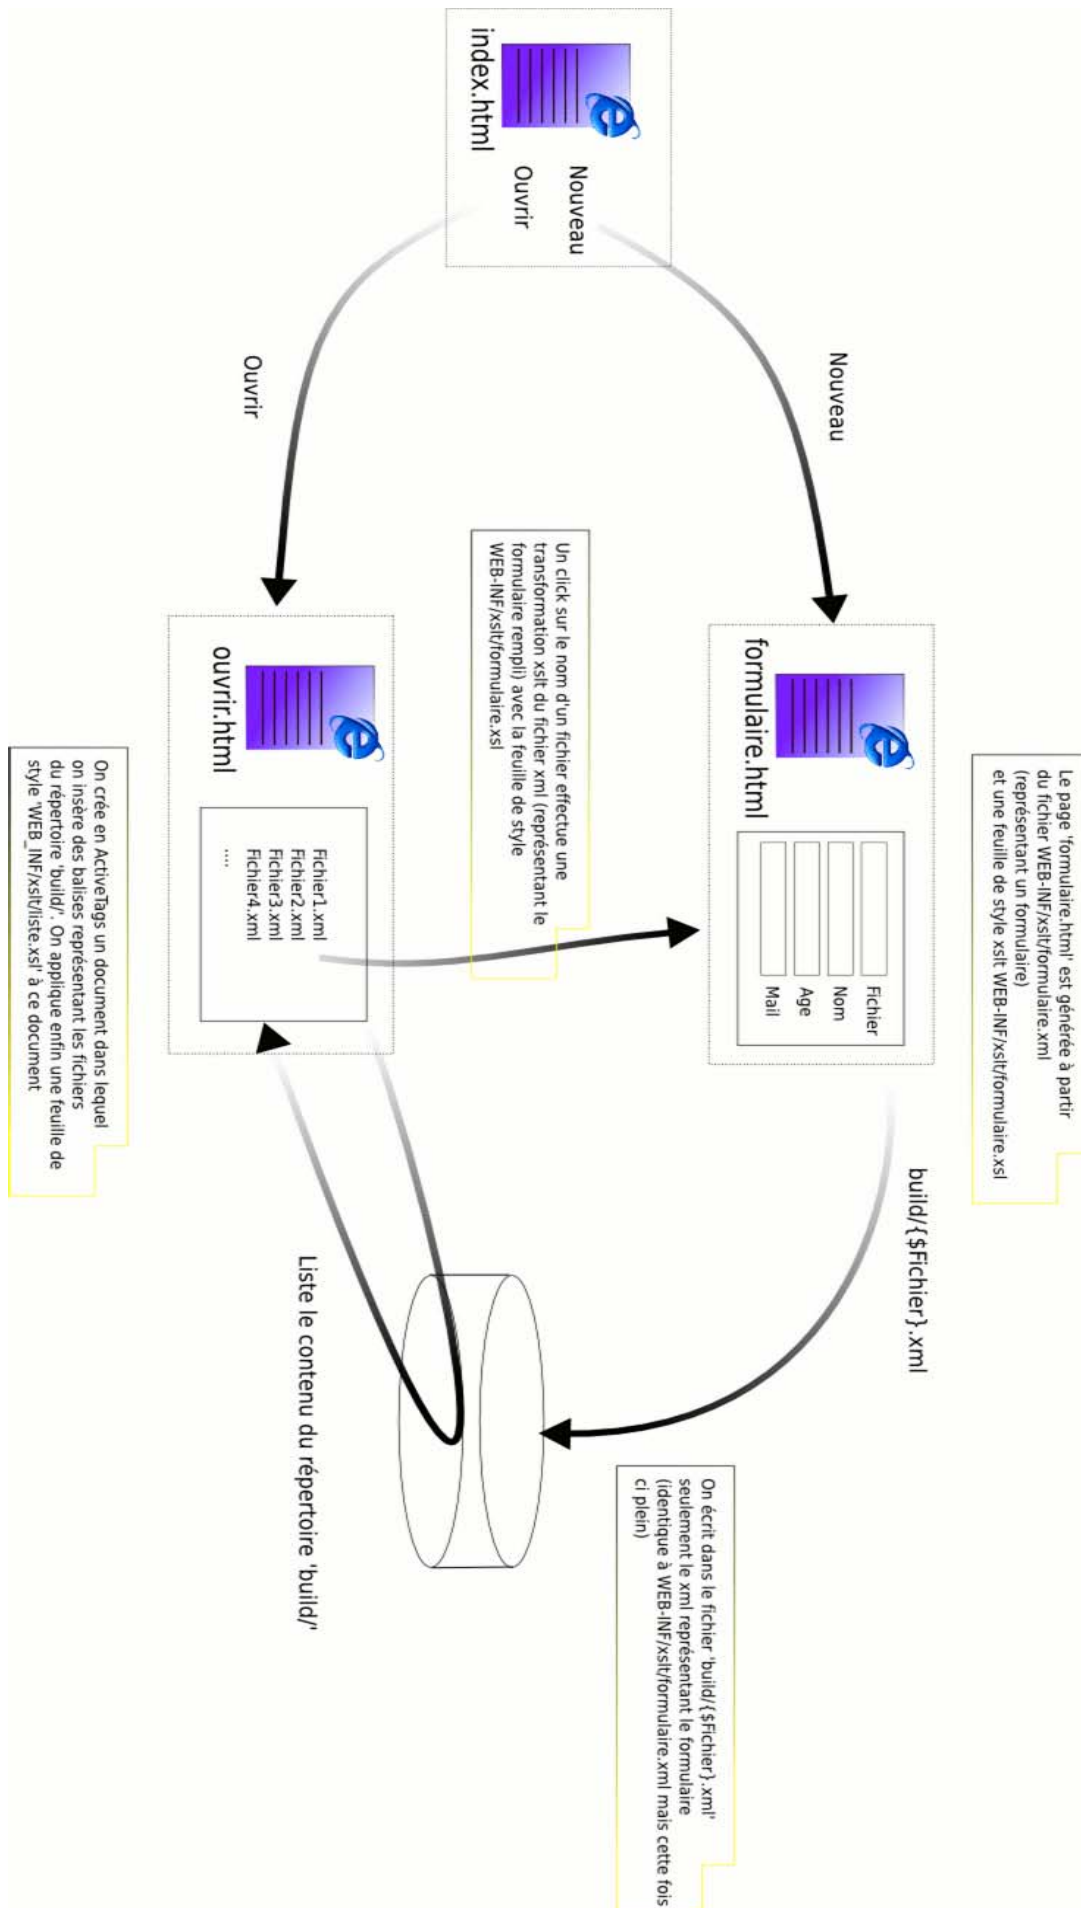 index.html
Nouveau
Ouvrir
Nouveau
Ouvrir
Le page 'formulaire.html' est générée à partir
du fichier WEB-INF/xslt/formulaire.xml
(représentant un formulaire)
et une feuille de style xslt WEB-INF/xslt/formulaire.xsl
formulaire.html
Fichier
Nom
Age
Mail
Un click sur le nom d'un fichier effectue une
transformation xslt du fichier xml (représentant le
formulaire rempli) avec la feuille de style
WEB-INF/xslt/formulaire.xsl
ouvrir.html
Fichier1.xml
Fichier2.xml
Fichier3.xml
Fichier4.xml
....
On crée en ActiveTags un document dans lequel
on insère des balises représentant les fichiers
du répertoire 'build/'. On applique enfin une feuille de
style 'WEB_INF/xslt/liste.xsl' à ce document
build/{$Fichier}.xml
Liste le contenu du répertoire 'build/'
On écrit dans le fichier 'build/{$Fichier}.xml'
seulement le xml représentant le formulaire
(identique à WEB-INF/xslt/formulaire.xml mais cette fois
ci plein)